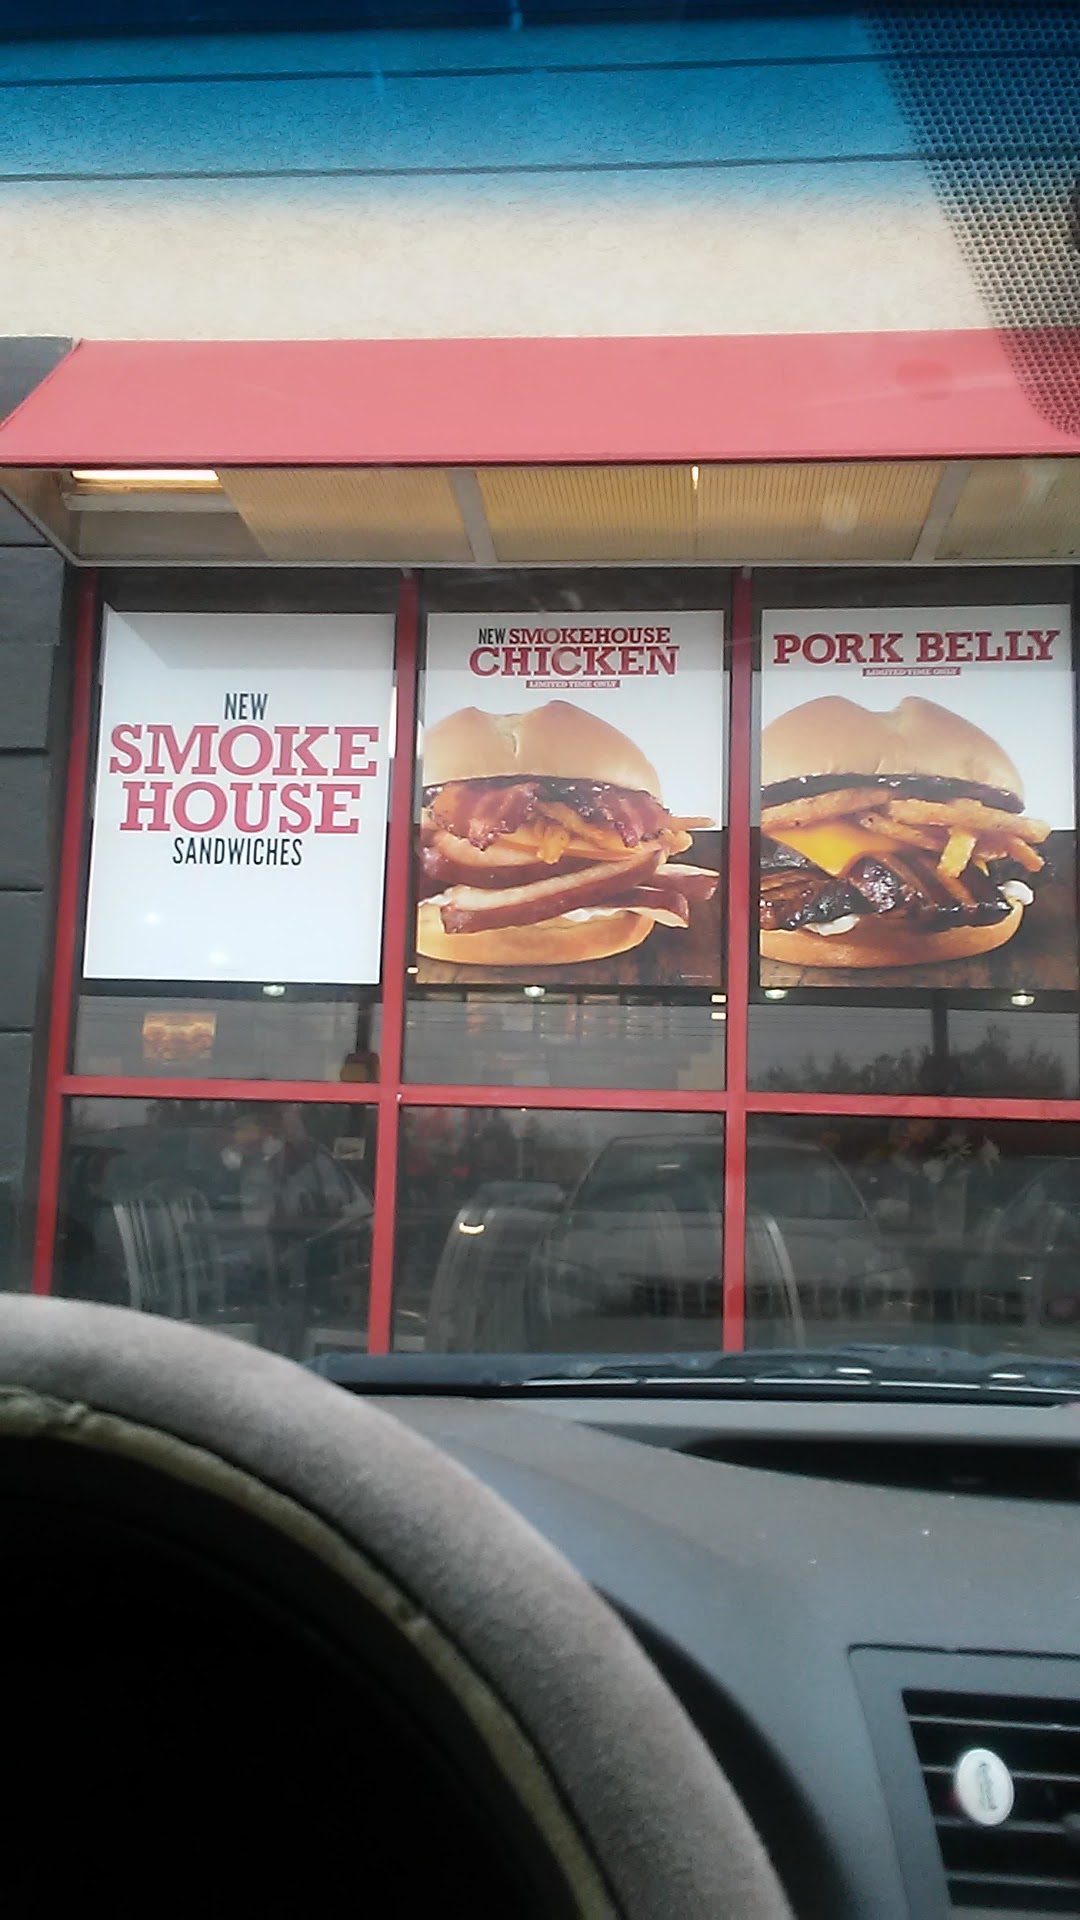 NEW
SMOKE
HOUSE
SANDWICHES
NEW SMOKEHOUSE
CHICKEN
LIMITED TIME ONLY
PORK BELLY
LIMITED TIME ONLY